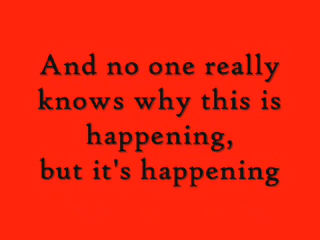 And no one really
knows why this is
happening,
but it's happening